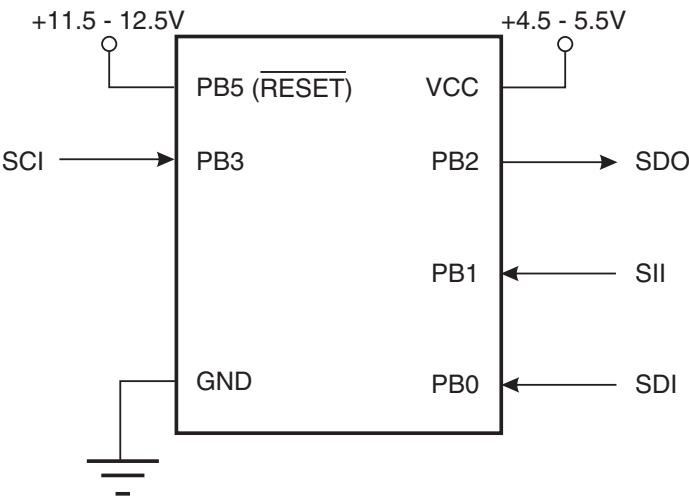 +11.5 - 12.5V
+4.5 - 5.5V
PB5 (RESET)
VCC
SCI
PB3
PB2
SDO
PB1
SII
GND
PB0
SDI